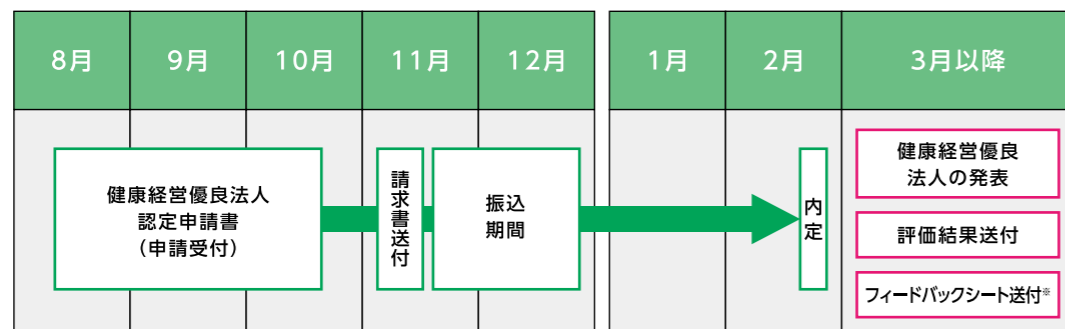 8月 9月 10月 11月 12月 1月 2月 3月以降
健康経営優良法人
認定申請書
（申請受付）
請求書送付
振込
期間
内定
健康経営優良
法人の発表
評価結果送付
フィードバックシート送付※